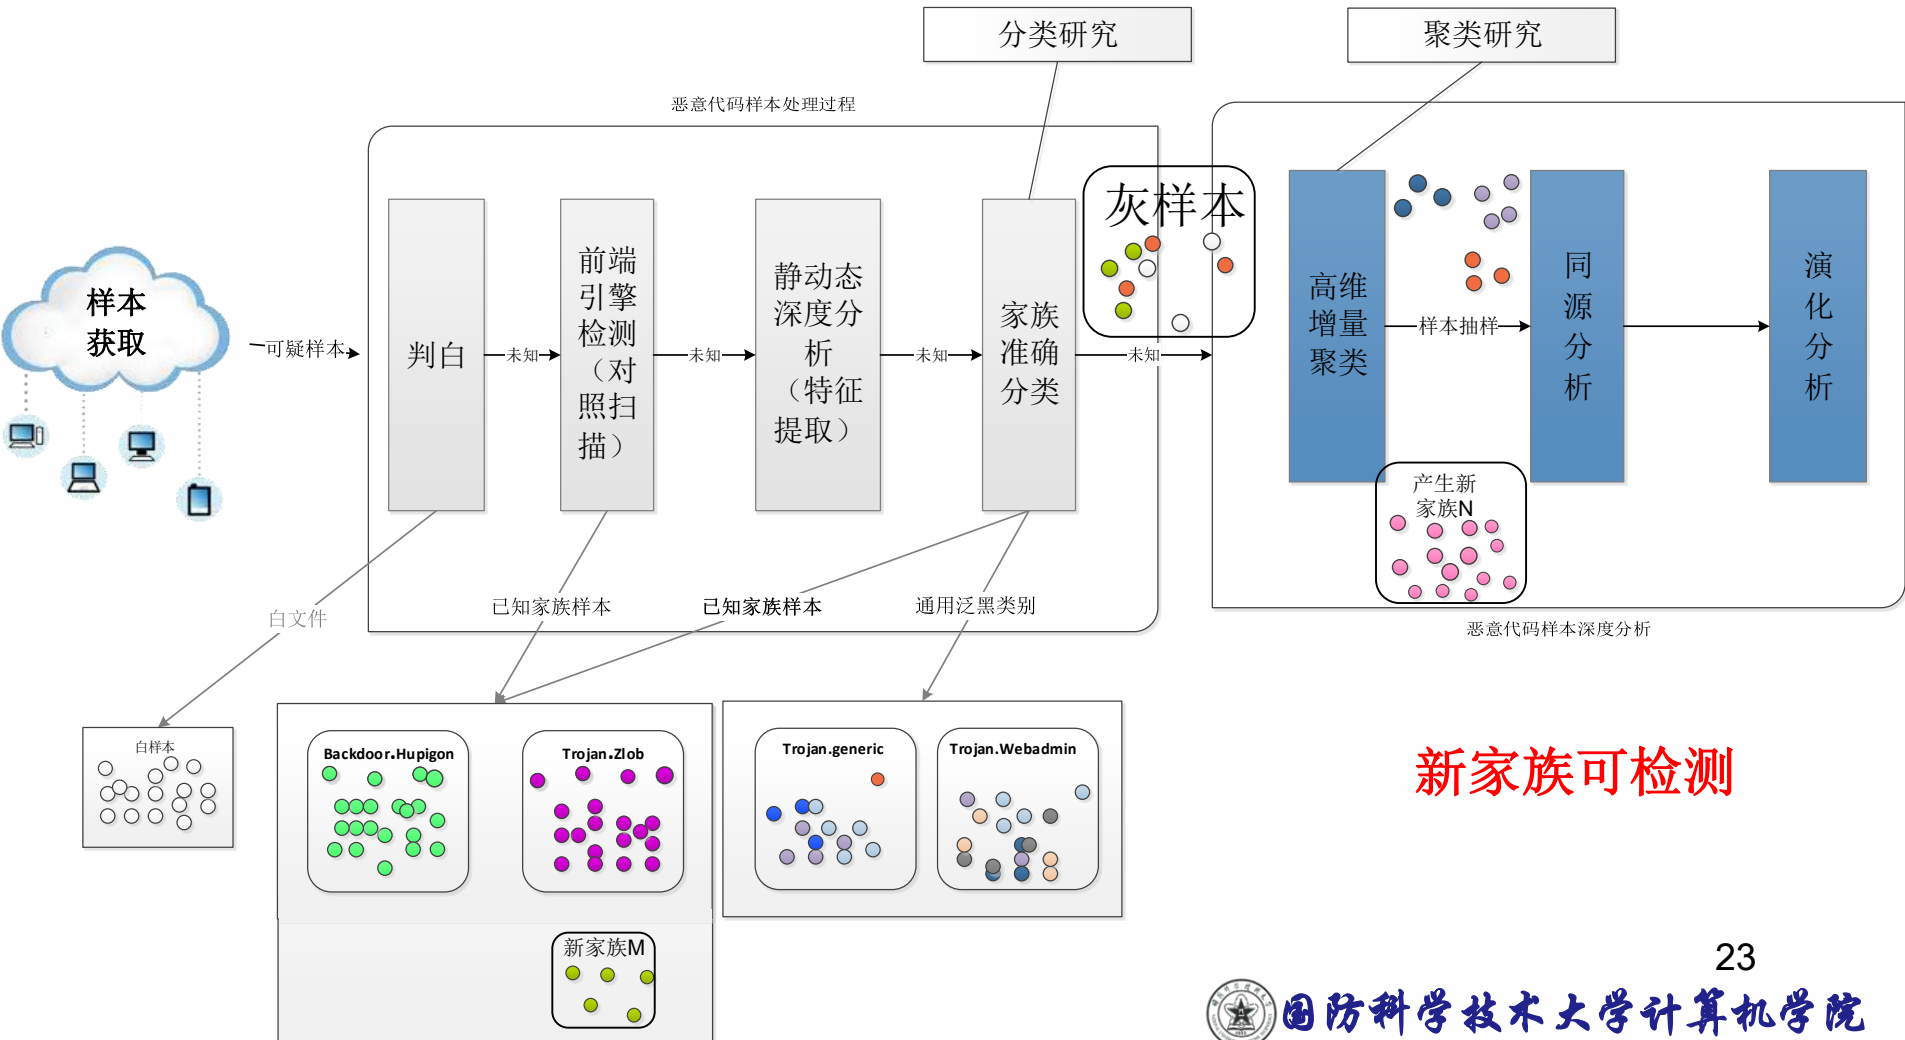 分类研究
聚类研究
恶意代码样本处理过程
灰样本
样本
获取
可疑样本
判白
未知
前端
引擎
检测
（对
照扫
描）
未知
静动态
深度分
析
（特征
提取）
未知
家族
准确
分类
未知
高维
增量
聚类
样本抽样
同
源
分
析
演
化
分
析
产生新
家族N
白文件
已知家族样本
已知家族样本
通用泛黑类别
恶意代码样本深度分析
白样本
Backdoor.Hupigon
Trojan.Zlob
Trojan.generic
Trojan.Webadmin
新家族可检测
新家族M
23
国防科学技术大学计算机学院